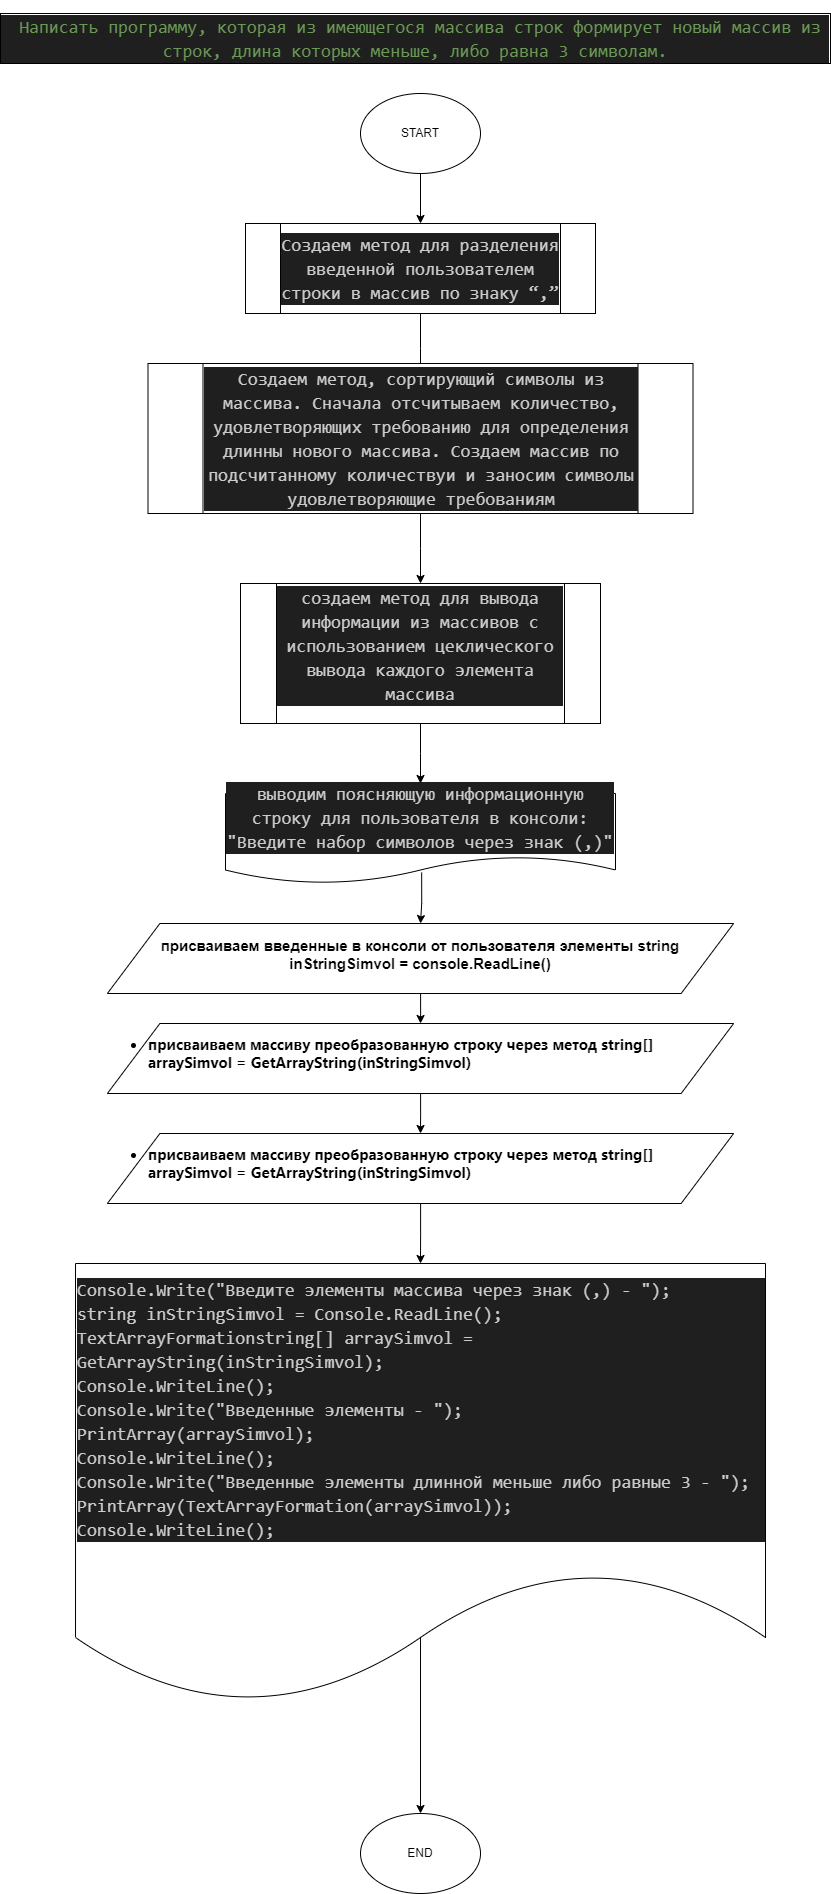 Написать программу, которая из имеющегося массива строк формирует новый массив из
строк, длина которых меньше, либо равна 3 символам.
START
Создаем метод для разделения
введенной пользователем
строки в массив по знаку “,”
Создаем метод, сортирующий символы из
массива. Сначала отсчитываем количество,
удовлетворяющих требованию для определения
длинны нового массива. Создаем массив по
подсчитанному количествуи и заносим символы
удовлетворяющие требованиям
создаем метод для вывода
информации из массивов с
использованием цеклического
вывода каждого элемента
массива
выводим поясняющую информационную
строку для пользователя в консоли:
"Введите набор символов через знак (,)"
присваиваем введенные в консоли от пользователя элементы string
inStringSimvol = console.ReadLine()
• присваиваем массиву преобразованную строку через метод string[]
arraySimvol = GetArrayString(inStringSimvol)
• присваиваем массиву преобразованную строку через метод string[]
arraySimvol = GetArrayString(inStringSimvol)
Console.Write("Введите элементы массива через знак (,) - ");
string inStringSimvol = Console.ReadLine();
TextArrayFormationstring[] arraySimvol =
GetArrayString(inStringSimvol);
Console.WriteLine();
Console.Write("Введенные элементы - ");
PrintArray(arraySimvol);
Console.WriteLine();
Console.Write("Введенные элементы длинной меньше либо равные 3 - ");
PrintArray(TextArrayFormation(arraySimvol));
Console.WriteLine();
END